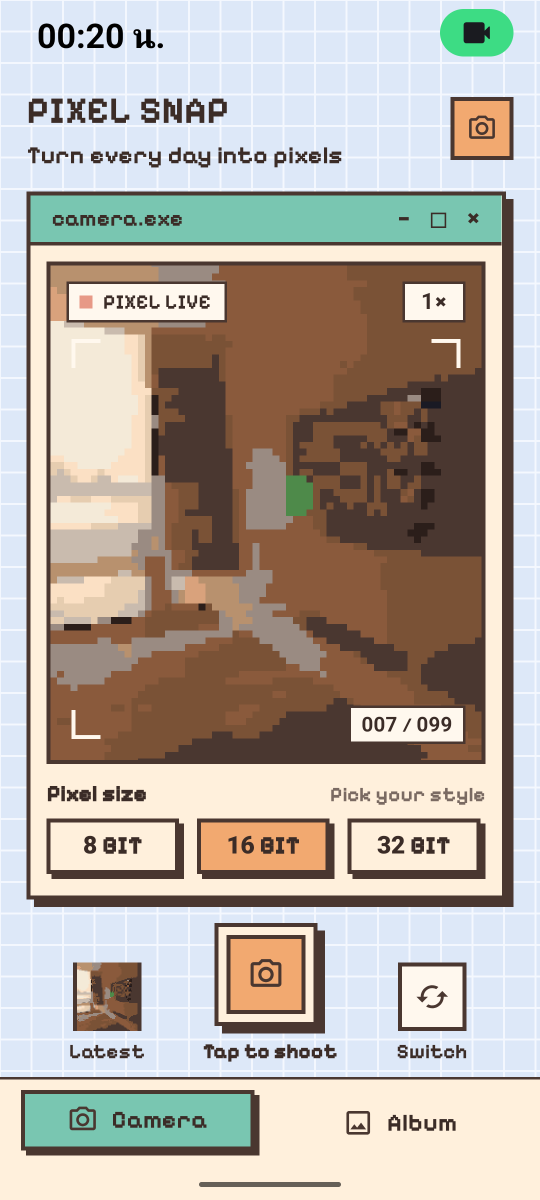 00:20 น.
PIXEL SNAP
Turn every day into pixels
camera.exe
PIXEL LIVE
1×
007 / 099
Pixel size
Pick your style
8 BIT
16 BIT
32 BIT
Latest
Tap to shoot
Switch
Camera
Album